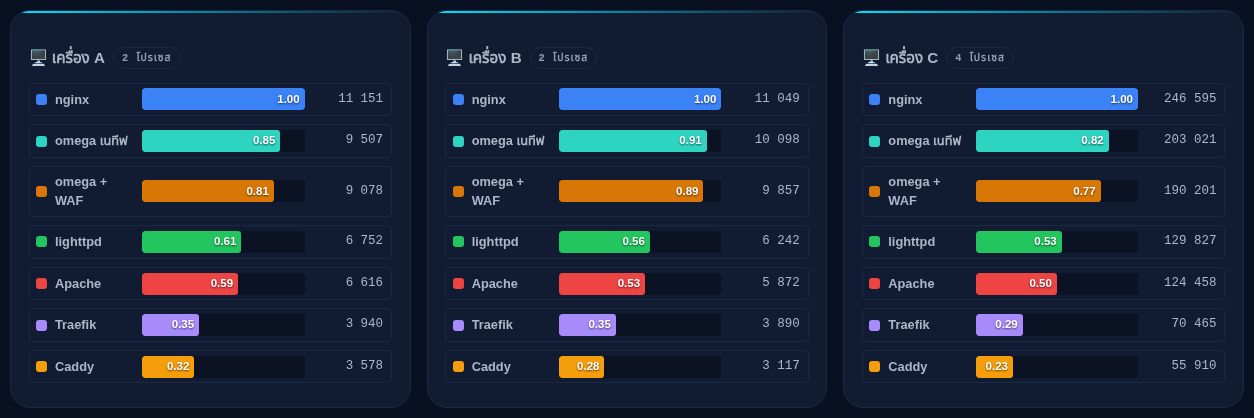 เครื่อง A 2 โปรเซส
nginx 1.00 11 151
omega เนทีฟ 0.85 9 507
omega +
WAF 0.81 9 078
lighttpd 0.61 6 752
Apache 0.59 6 616
Traefik 0.35 3 940
Caddy 0.32 3 578
เครื่อง B 2 โปรเซส
nginx 1.00 11 049
omega เนทีฟ 0.91 10 098
omega +
WAF 0.89 9 857
lighttpd 0.56 6 242
Apache 0.53 5 872
Traefik 0.35 3 890
Caddy 0.28 3 117
เครื่อง C 4 โปรเซส
nginx 1.00 246 595
omega เนทีฟ 0.82 203 021
omega +
WAF 0.77 190 201
lighttpd 0.53 129 827
Apache 0.50 124 458
Traefik 0.29 70 465
Caddy 0.23 55 910